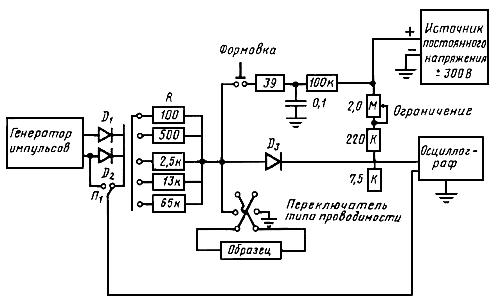 Формовка
+
−
Источник
постоянного
напряжения
± 300 В
39
100к
0,1
2,0 М
Ограничение
220 К
7,5 К
Генератор
импульсов
D₁
D₂
П₁
R
100
500
2,5к
13к
65к
D₃
Осциллог-
раф
Переключатель
типа проводимости
Образец